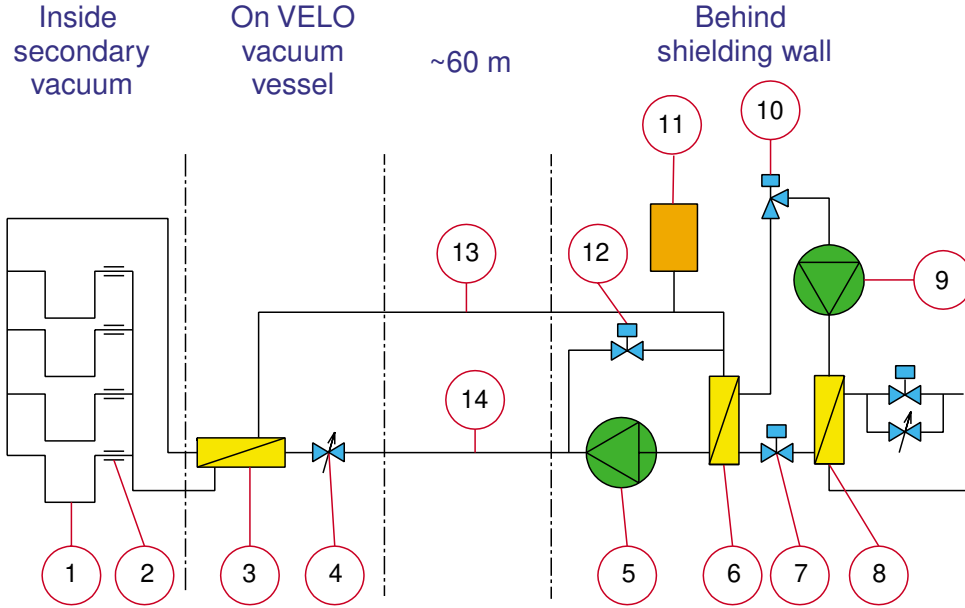 Inside
secondary
vacuum
On VELO
vacuum
vessel
~60 m
Behind
shielding wall
10
11
13
12
9
14
1
2
3
4
5
6
7
8